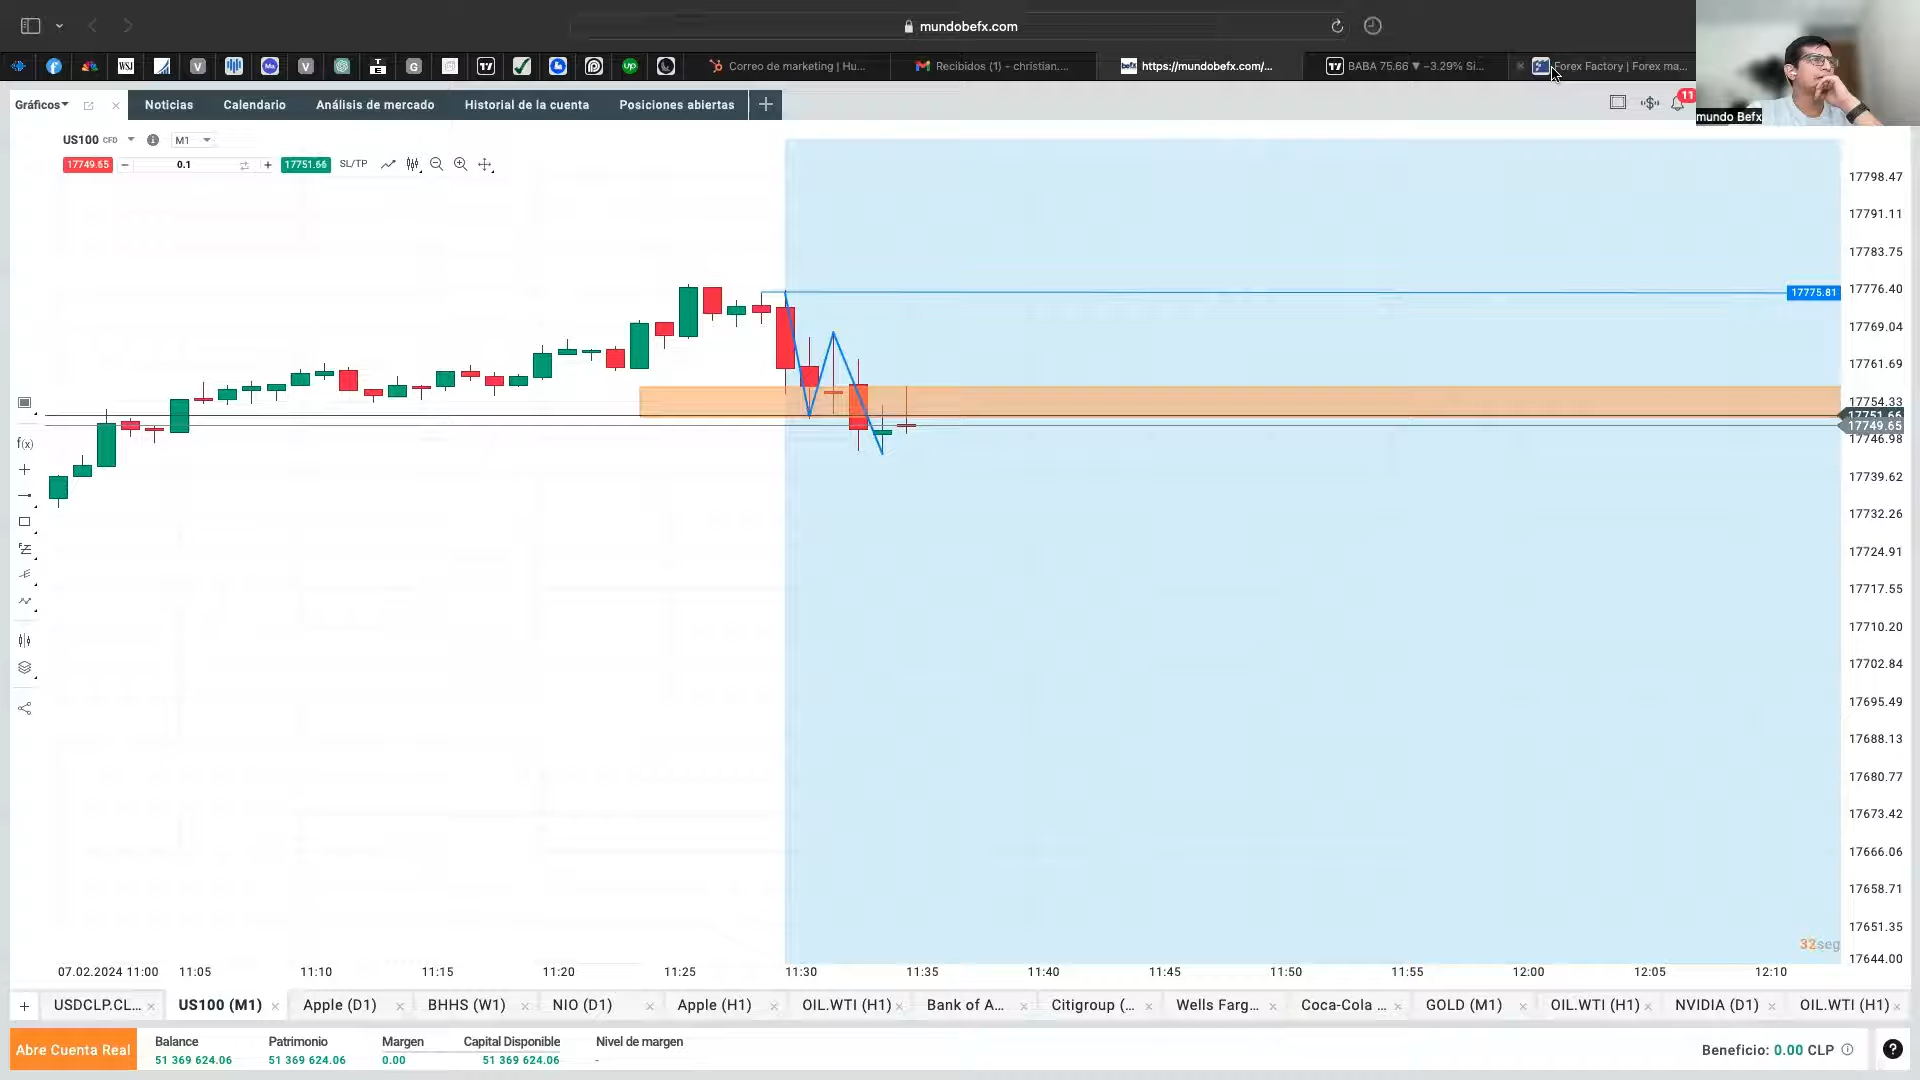 mundobefx.com
Correo de marketing | Hu...
Recibidos (1) – christian....
https://mundobefx.com/...
BABA 75.66 ▼ −3.29% Si...
Forex Factory | Forex ma...
mundo Befx
Gráficos
Noticias
Calendario
Análisis de mercado
Historial de la cuenta
Posiciones abiertas
11
US100 CFD
M1
17749.65
0.1
17751.66
SL/TP
17798.47
17791.11
17783.75
17776.40
17775.81
17769.04
17761.69
17754.33
17751.66
17749.65
17746.98
17739.62
17732.26
17724.91
17717.55
17710.20
17702.84
17695.49
17688.13
17680.77
17673.42
17666.06
17658.71
17651.35
17644.00
f(x)
32seg
07.02.2024 11:00 11:05 11:10 11:15 11:20 11:25 11:30 11:35 11:40 11:45 11:50 11:55 12:00 12:05 12:10
USDCLP.CL...
US100 (M1)
Apple (D1)
BHHS (W1)
NIO (D1)
Apple (H1)
OIL.WTI (H1)
Bank of A...
Citigroup (...
Wells Farg...
Coca-Cola ...
GOLD (M1)
OIL.WTI (H1)
NVIDIA (D1)
OIL.WTI (H1)
Abre Cuenta Real
Balance
51 369 624.06
Patrimonio
51 369 624.06
Margen
0.00
Capital Disponible
51 369 624.06
Nivel de margen
-
Beneficio: 0.00 CLP